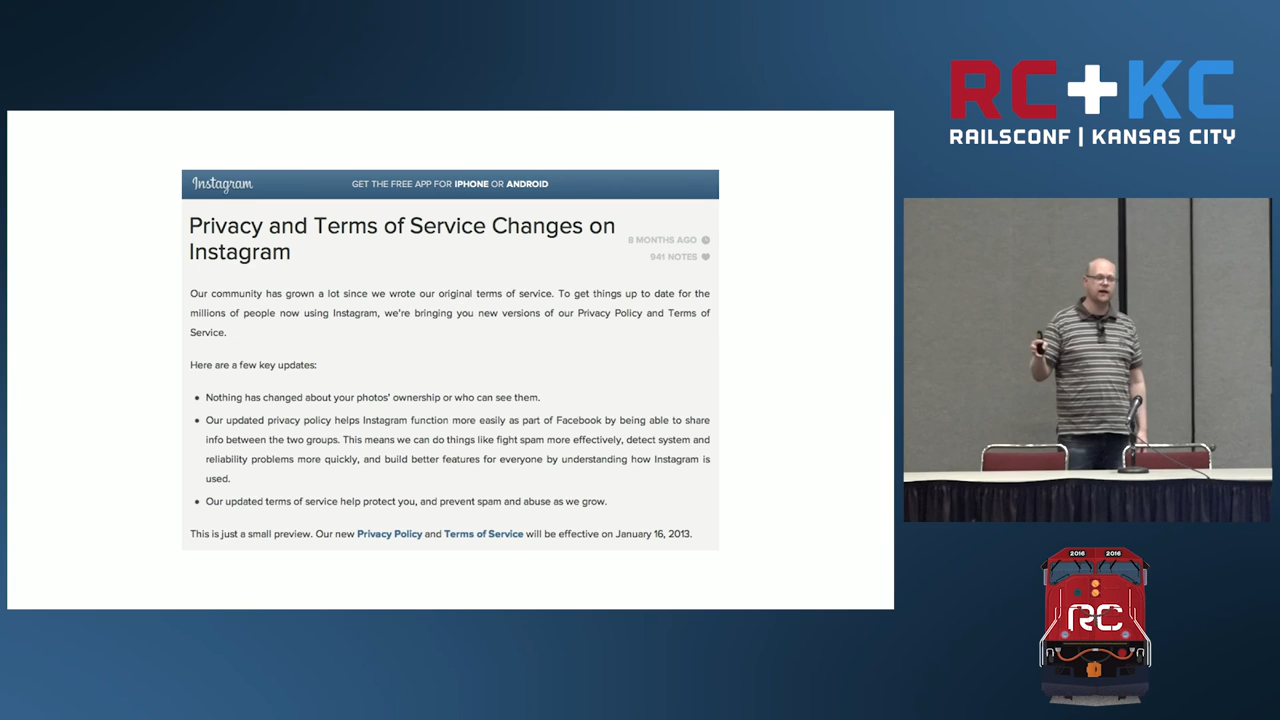 Instagram
GET THE FREE APP FOR IPHONE OR ANDROID
Privacy and Terms of Service Changes on
Instagram
8 MONTHS AGO
941 NOTES
Our community has grown a lot since we wrote our original terms of service. To get things up to date for the
millions of people now using Instagram, we're bringing you new versions of our Privacy Policy and Terms of
Service.
Here are a few key updates:
• Nothing has changed about your photos' ownership or who can see them.
• Our updated privacy policy helps Instagram function more easily as part of Facebook by being able to share
info between the two groups. This means we can do things like fight spam more effectively, detect system and
reliability problems more quickly, and build better features for everyone by understanding how Instagram is
used.
• Our updated terms of service help protect you, and prevent spam and abuse as we grow.
This is just a small preview. Our new Privacy Policy and Terms of Service will be effective on January 16, 2013.
RC+KC
RAILSCONF | KANSAS CITY
2016 2016
RC